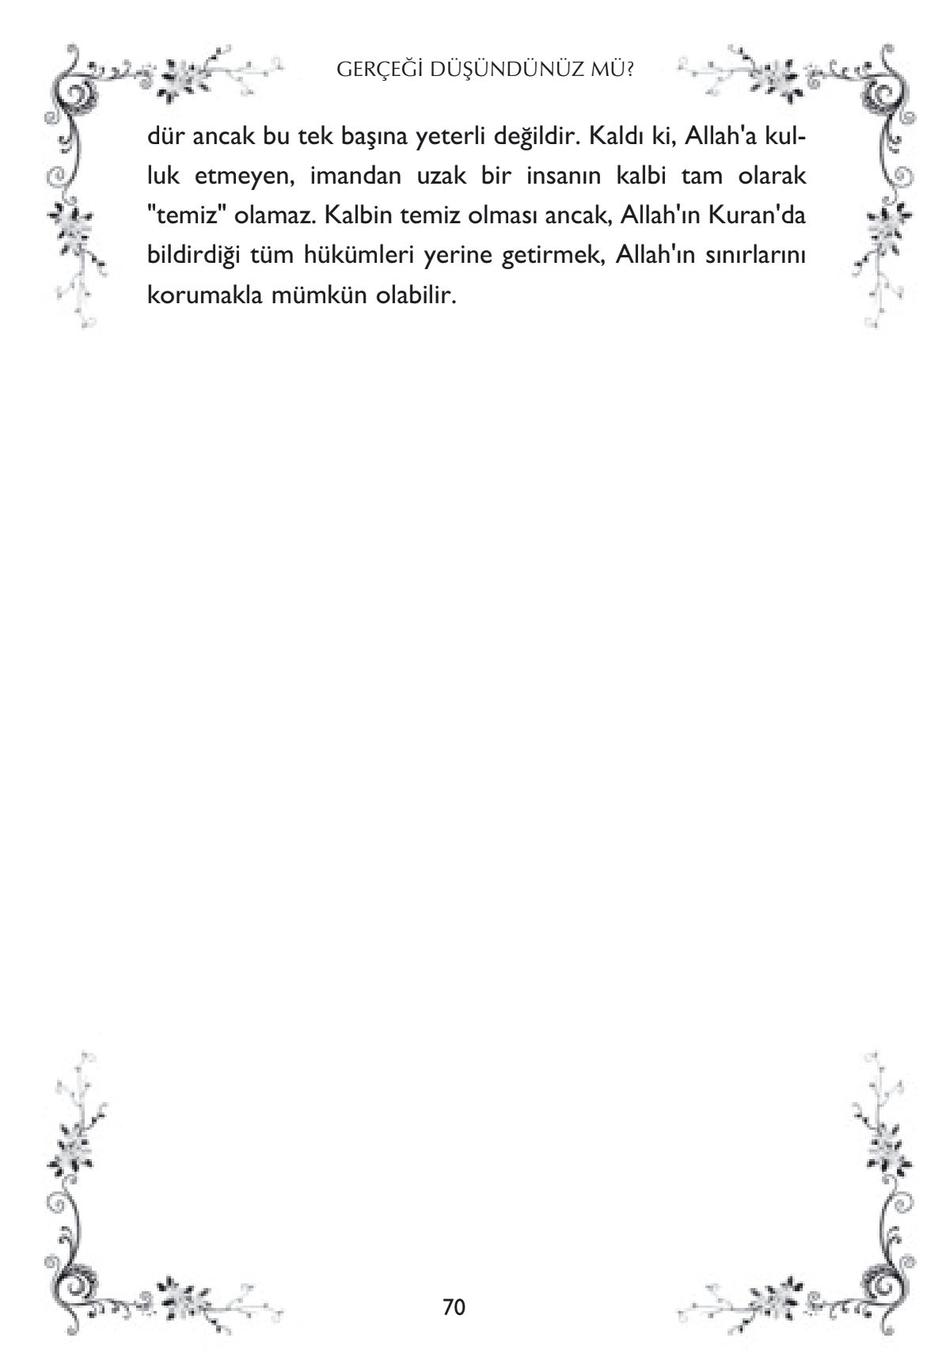 GERÇEĞİ DÜŞÜNDÜNÜZ MÜ?
dür ancak bu tek başına yeterli değildir. Kaldı ki, Allah'a kul-
luk etmeyen, imandan uzak bir insanın kalbi tam olarak
"temiz" olamaz. Kalbin temiz olması ancak, Allah'ın Kuran'da
bildirdiği tüm hükümleri yerine getirmek, Allah'ın sınırlarını
korumakla mümkün olabilir.
70